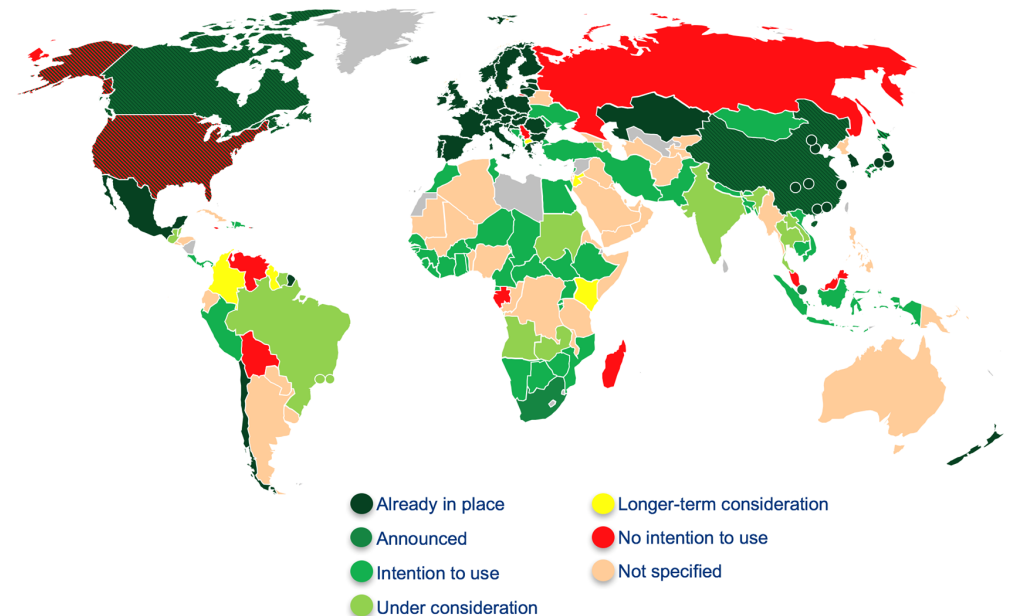 Already in place
Announced
Intention to use
Under consideration
Longer-term consideration
No intention to use
Not specified